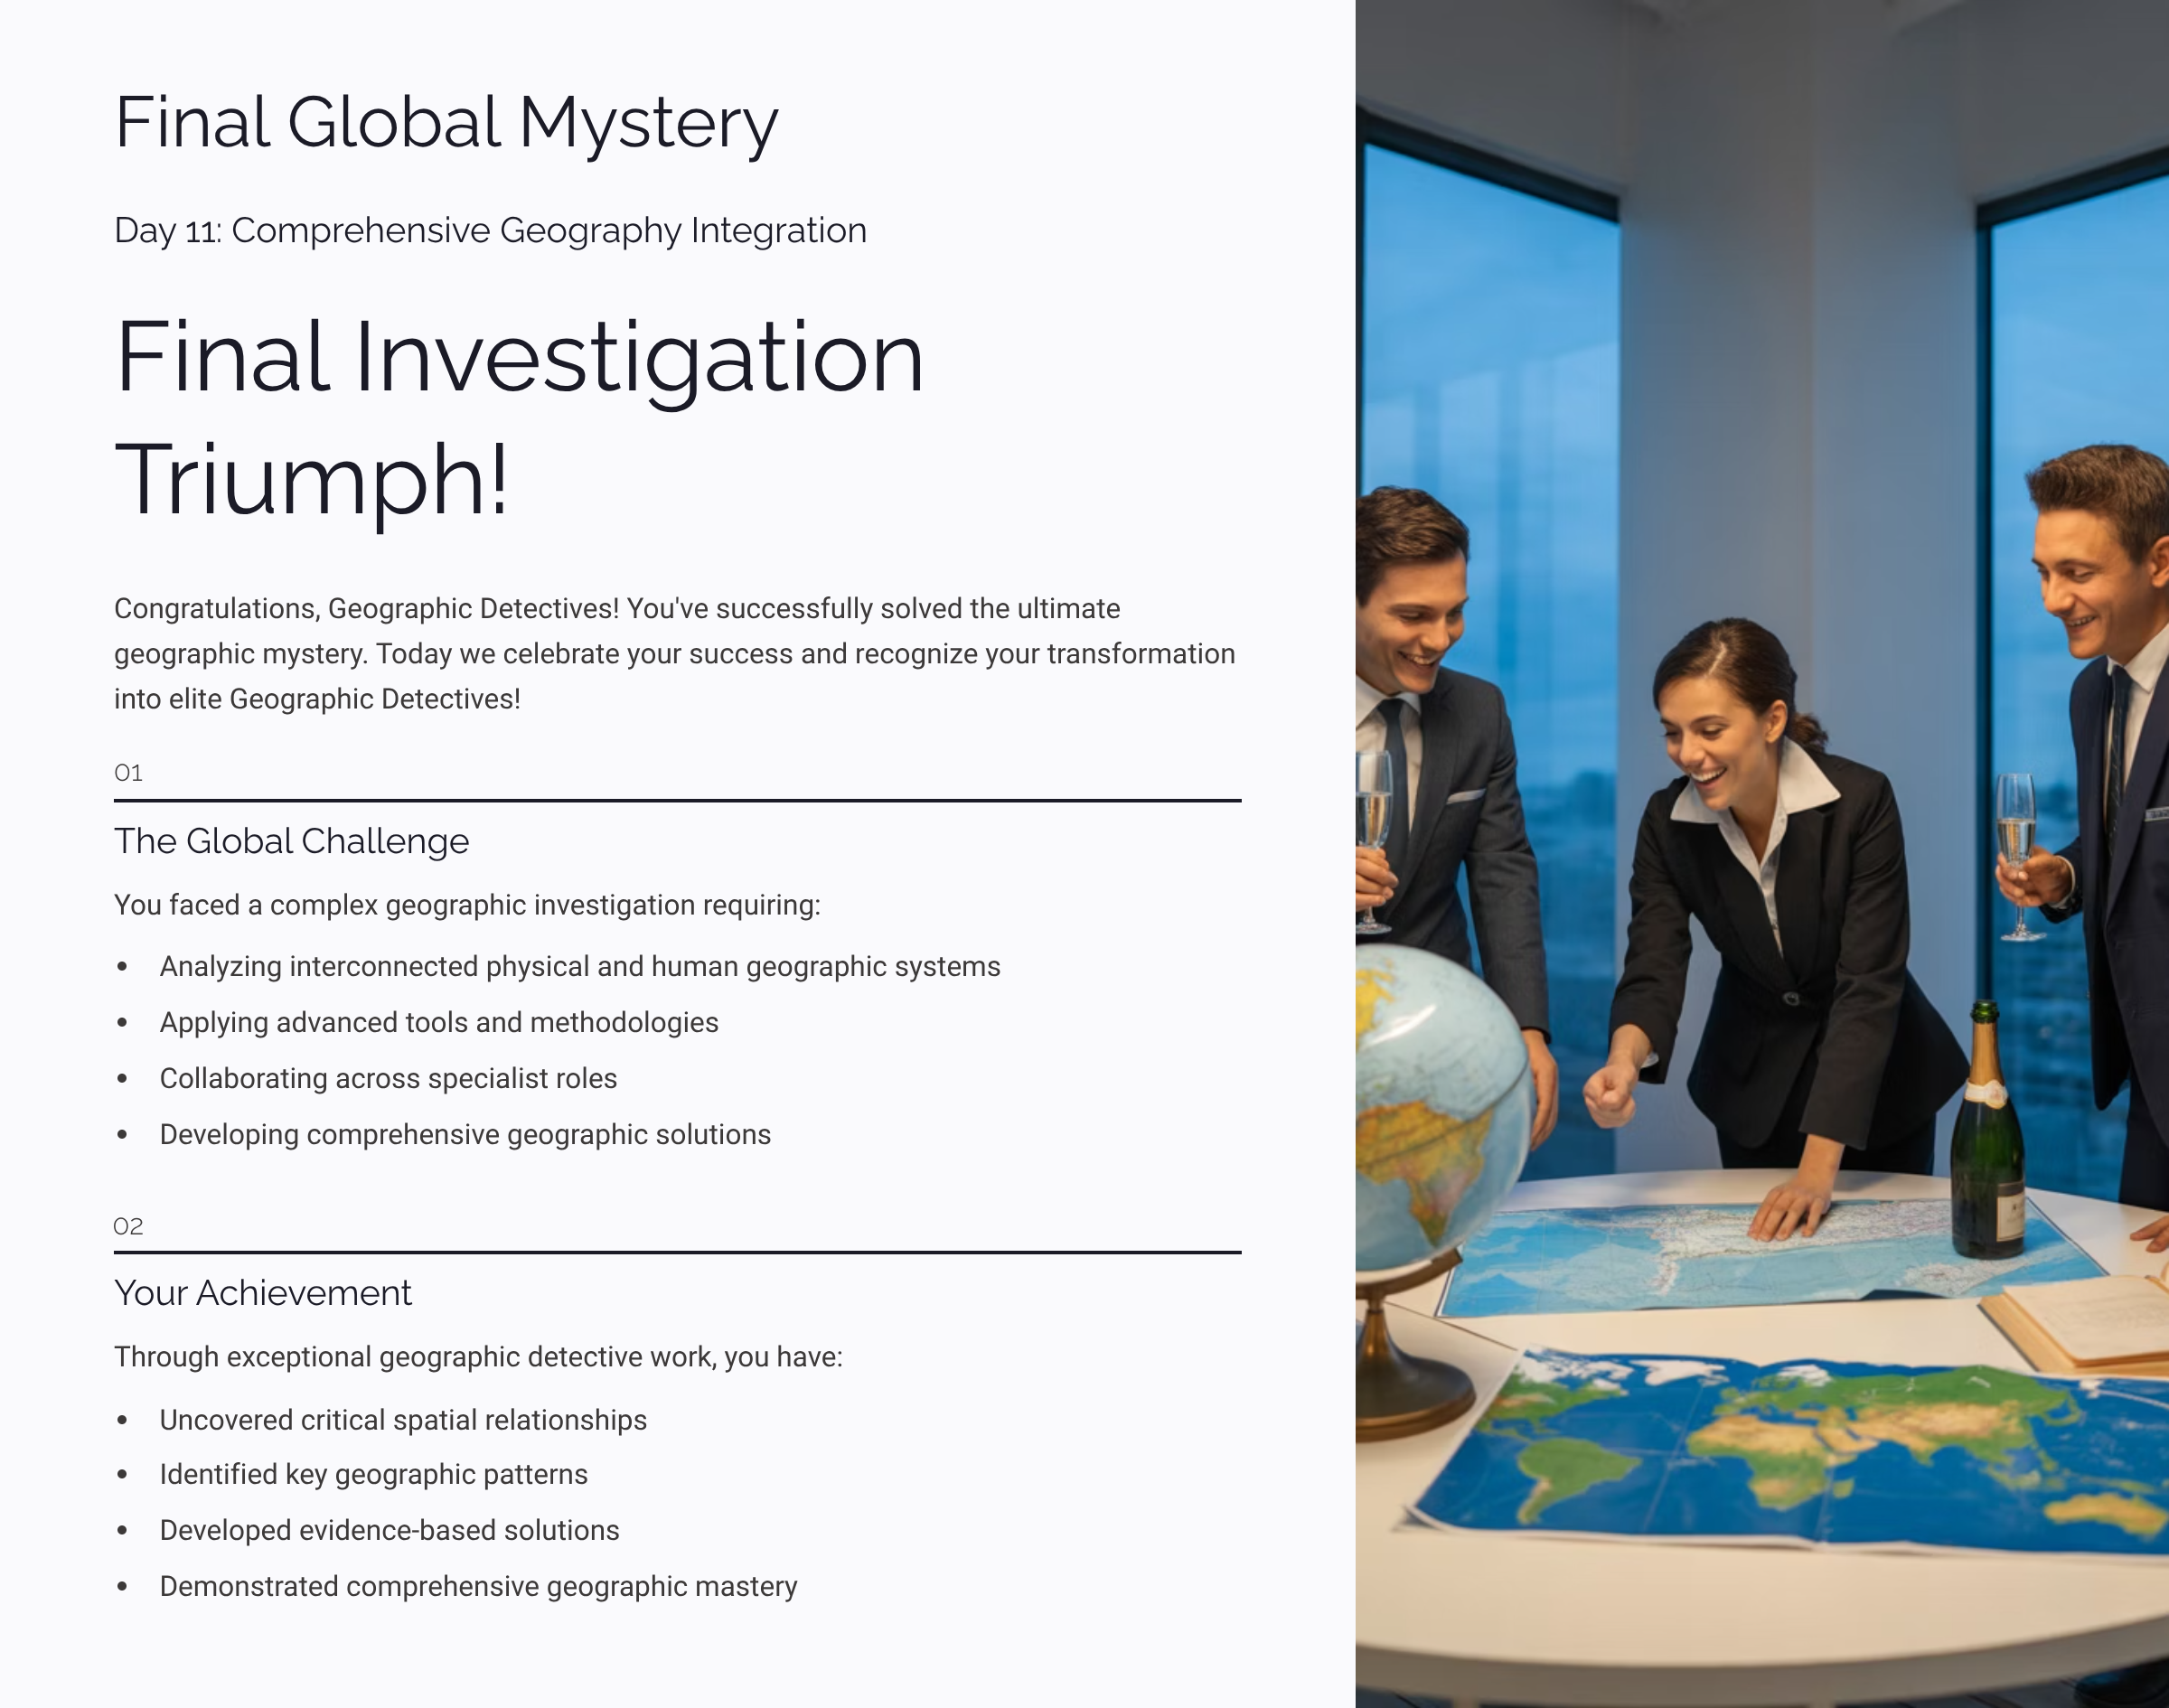 Final Global Mystery
Day 11: Comprehensive Geography Integration
Final Investigation
Triumph!
Congratulations, Geographic Detectives! You've successfully solved the ultimate
geographic mystery. Today we celebrate your success and recognize your transformation
into elite Geographic Detectives!
01
The Global Challenge
You faced a complex geographic investigation requiring:
• Analyzing interconnected physical and human geographic systems
• Applying advanced tools and methodologies
• Collaborating across specialist roles
• Developing comprehensive geographic solutions
02
Your Achievement
Through exceptional geographic detective work, you have:
• Uncovered critical spatial relationships
• Identified key geographic patterns
• Developed evidence-based solutions
• Demonstrated comprehensive geographic mastery